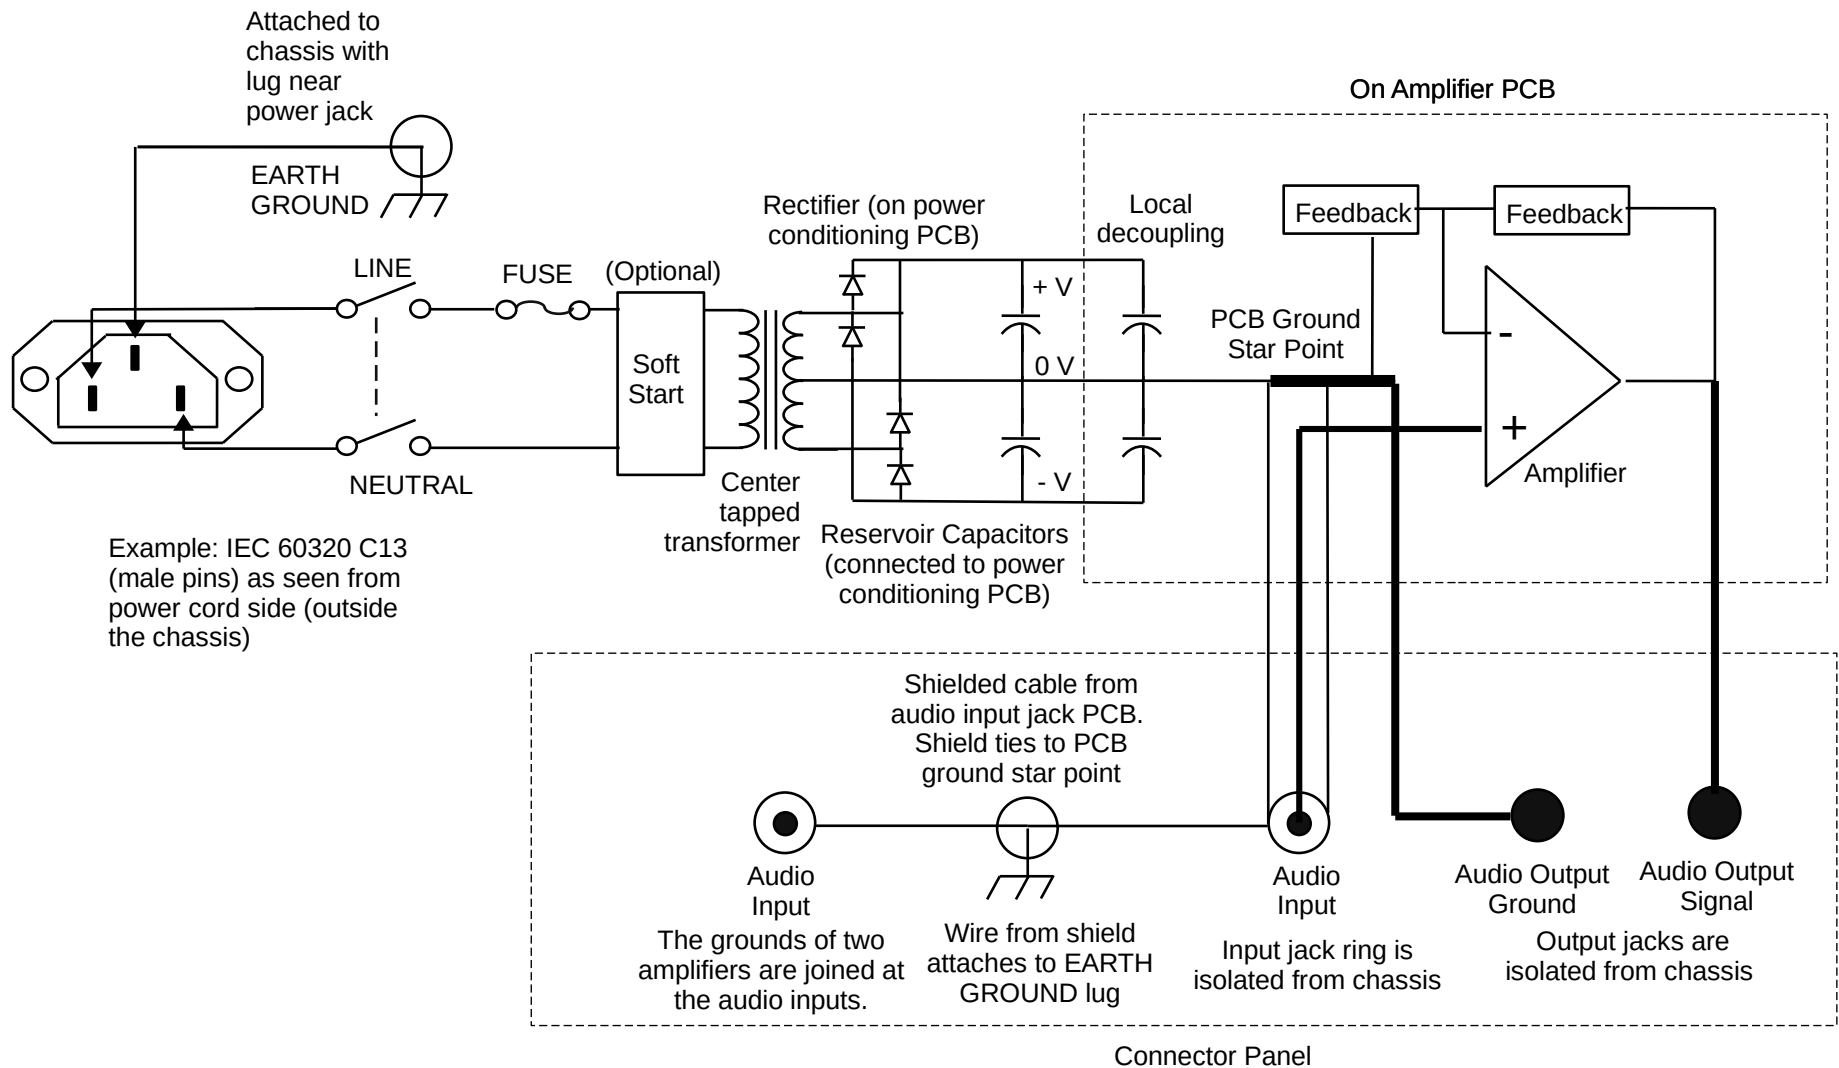 Attached to
chassis with
lug near
power jack
EARTH
GROUND
LINE
FUSE
(Optional)
Soft
Start
NEUTRAL
Example: IEC 60320 C13
(male pins) as seen from
power cord side (outside
the chassis)
Center
tapped
transformer
Rectifier (on power
conditioning PCB)
+ V
0 V
- V
Reservoir Capacitors
(connected to power
conditioning PCB)
On Amplifier PCB
Local
decoupling
Feedback
Feedback
PCB Ground
Star Point
-
+
Amplifier
Shielded cable from
audio input jack PCB.
Shield ties to PCB
ground star point
Audio
Input
The grounds of two
amplifiers are joined at
the audio inputs.
Wire from shield
attaches to EARTH
GROUND lug
Audio
Input
Input jack ring is
isolated from chassis
Audio Output
Ground
Audio Output
Signal
Output jacks are
isolated from chassis
Connector Panel